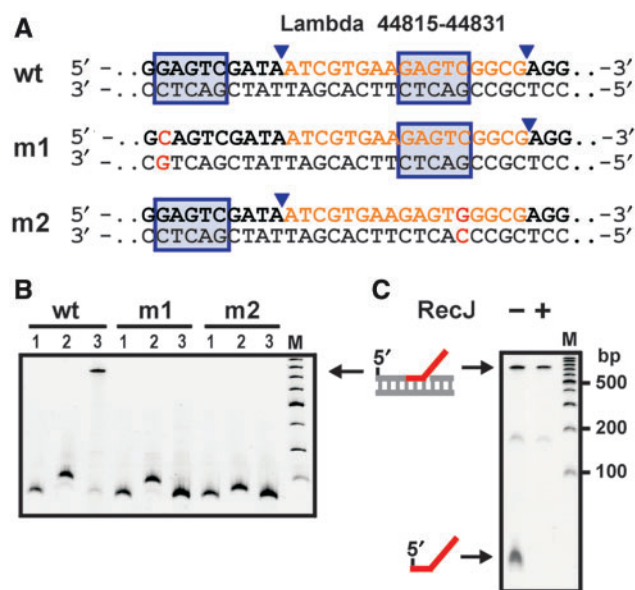 A
Lambda 44815-44831
wt
5′ -..GGAGTCGATAATCGTGAAGAGTCGGCGAGG..-3′
3′ -..CCTCAGCTATTAGCACTTCTCAGCCGCTCC..-5′
m1
5′ -..GCAGTCGATAATCGTGAAGAGTCGGCGAGG..-3′
3′ -..CGTCAGCTATTAGCACTTCTCAGCCGCTCC..-5′
m2
5′ -..GGAGTCGATAATCGTGAAGAGTGGGCGAGG..-3′
3′ -..CCTCAGCTATTAGCACTTCTCACCCGCTCC..-5′
B
wt m1 m2
1 2 3 1 2 3 1 2 3 M
5′
5′
C
RecJ − +
M
bp
500
200
100